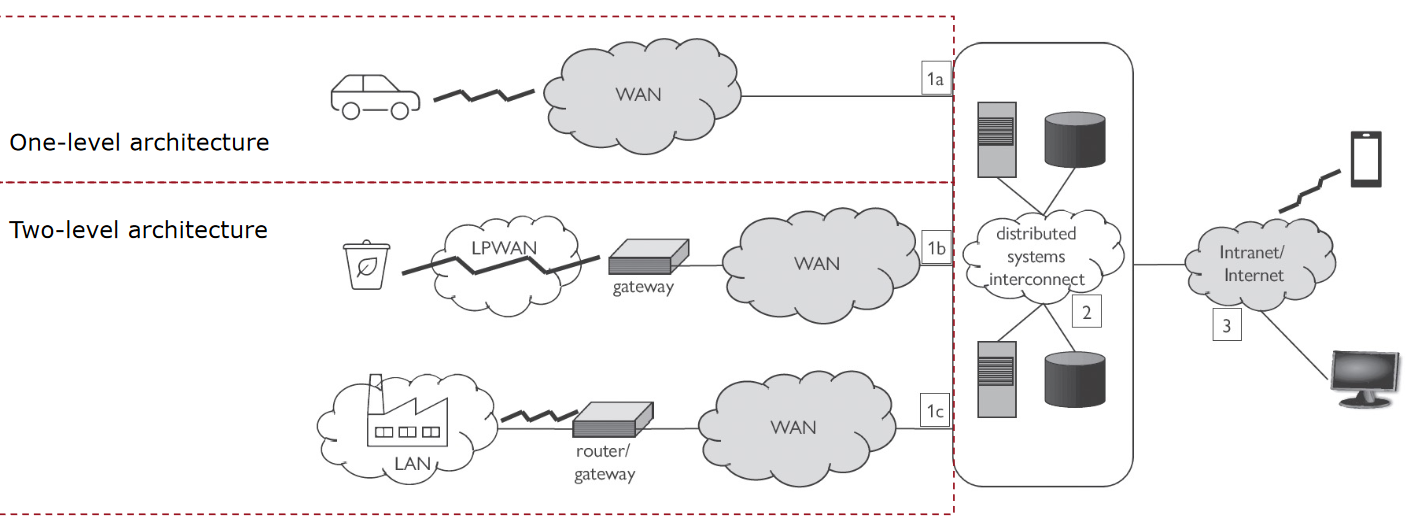 One-level architecture
WAN
1a
Two-level architecture
LPWAN
gateway
WAN
1b
LAN
router/
gateway
WAN
1c
distributed
systems
interconnect
2
Intranet/
Internet
3